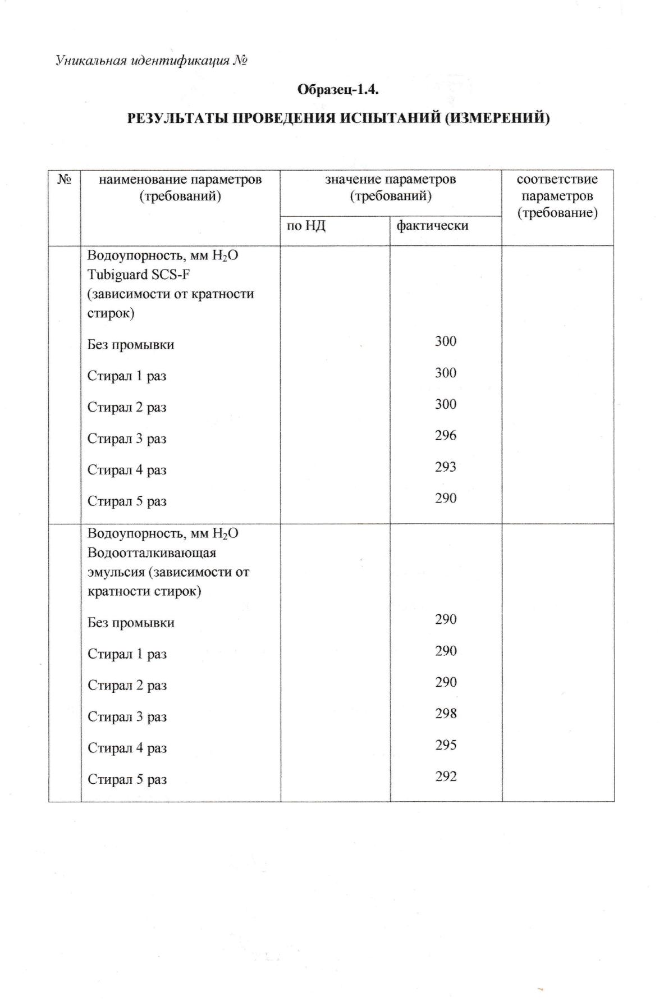 Уникальная идентификация №
Образец-1.4.
РЕЗУЛЬТАТЫ ПРОВЕДЕНИЯ ИСПЫТАНИЙ (ИЗМЕРЕНИЙ)
№ наименование параметров значение параметров соответствие
(требований) (требований) параметров
(требование)
по НД фактически
Водоупорность, мм H₂O
Tubiguard SCS-F
(зависимости от кратности
стирок)
Без промывки 300
Стирал 1 раз 300
Стирал 2 раз 300
Стирал 3 раз 296
Стирал 4 раз 293
Стирал 5 раз 290
Водоупорность, мм H₂O
Водоотталкивающая
эмульсия (зависимости от
кратности стирок)
Без промывки 290
Стирал 1 раз 290
Стирал 2 раз 290
Стирал 3 раз 298
Стирал 4 раз 295
Стирал 5 раз 292